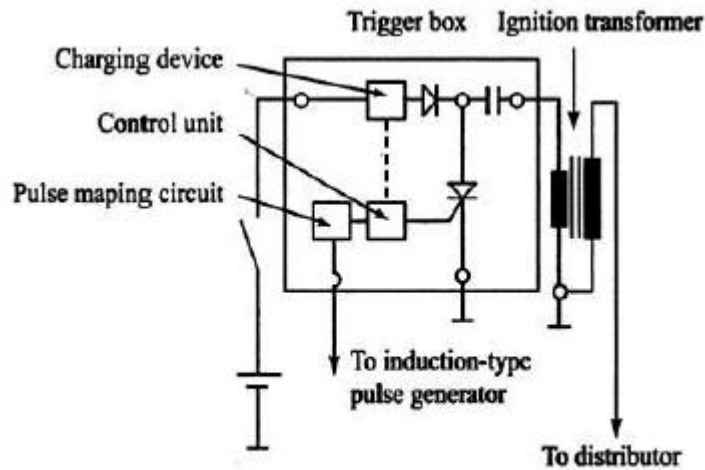 Trigger box
Ignition transformer
Charging device
Control unit
Pulse maping circuit
To induction-type
pulse generator
To distributor